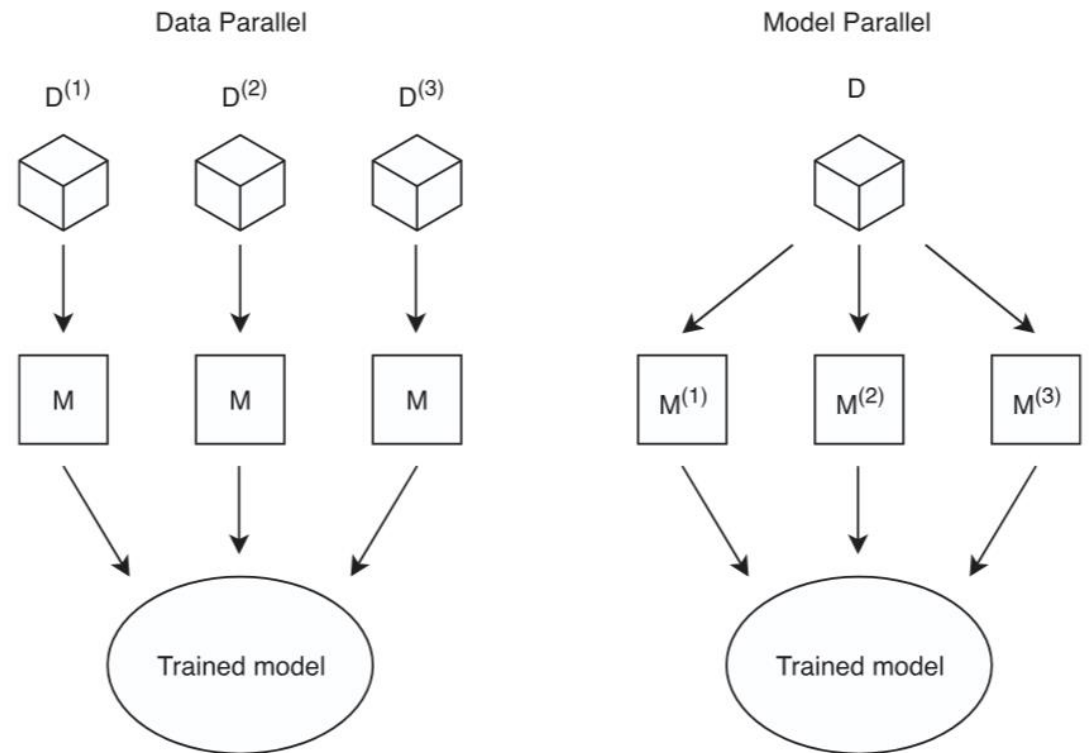 Data Parallel
D(1) D(2) D(3)
M M M
Trained model
Model Parallel
D
M(1) M(2) M(3)
Trained model